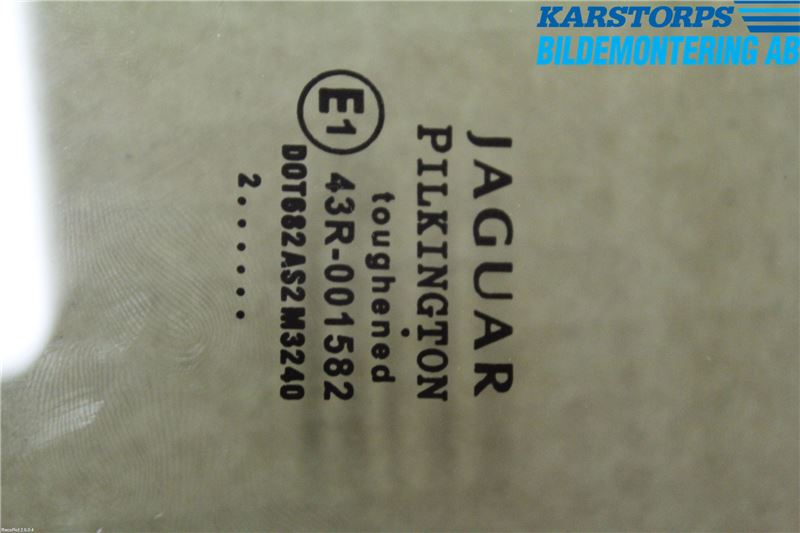 KARSTORPS
BILDEMONTERING AB
JAGUAR
PILKINGTON
toughened
E1 43R-001582
DOT682AS2M3240
2......